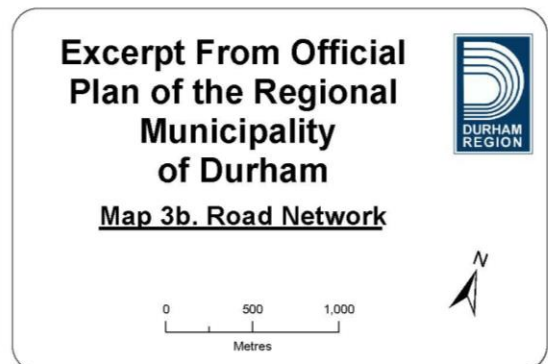 Excerpt From Official
Plan of the Regional
Municipality
of Durham
Map 3b. Road Network
DURHAM
REGION
N
0 500 1,000
Metres